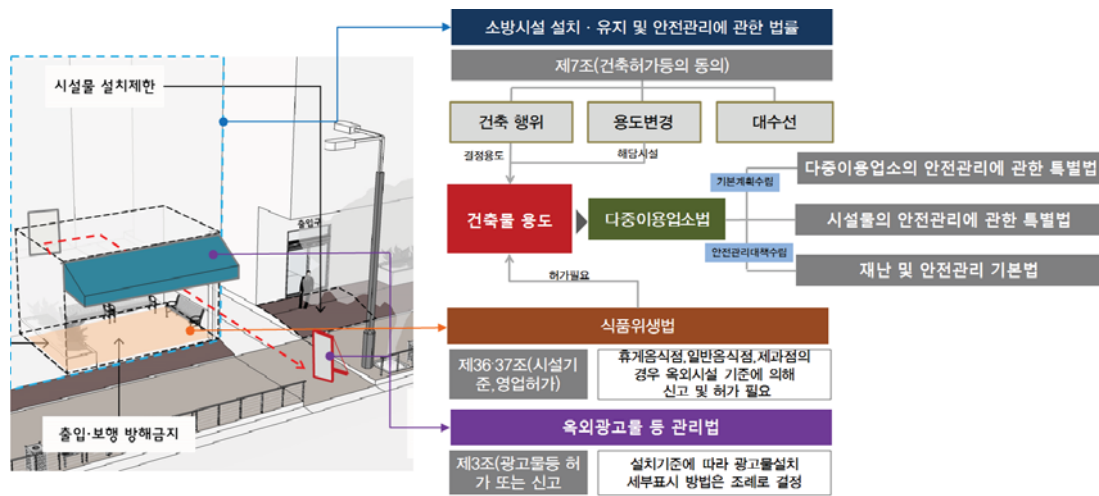 소방시설 설치 · 유지 및 안전관리에 관한 법률
제7조(건축허가등의 동의)
시설물 설치제한
건축 행위
용도변경
대수선
결정용도
해당시설
다중이용업소의 안전관리에 관한 특별법
기본계획수립
건축물 용도
다중이용업소법
시설물의 안전관리에 관한 특별법
안전관리대책수립
재난 및 안전관리 기본법
출입구
허가필요
식품위생법
제36·37조(시설기
준,영업허가)
휴게음식점,일반음식점,제과점의
경우 옥외시설 기준에 의해
신고 및 허가 필요
출입·보행 방해금지
옥외광고물 등 관리법
제3조(광고물등 허
가 또는 신고
설치기준에 따라 광고물설치
세부표시 방법은 조례로 결정